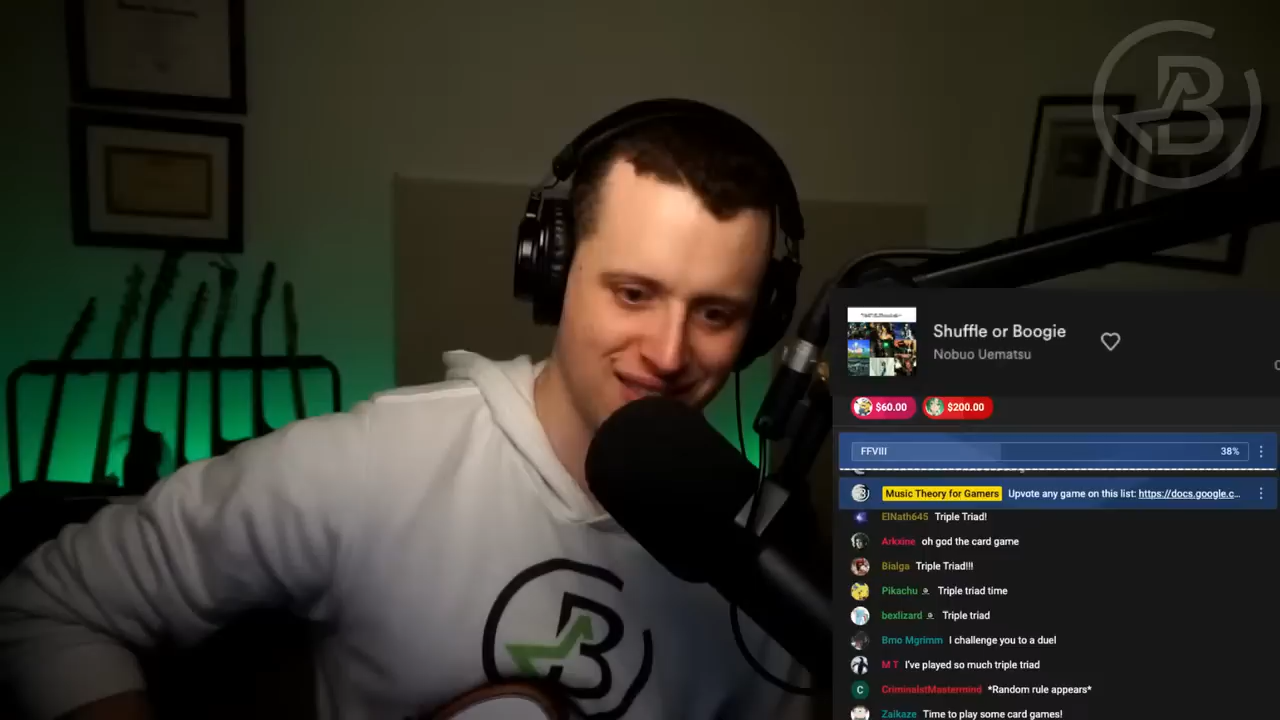 Shuffle or Boogie
Nobuo Uematsu
$60.00 $200.00
FFVIII 38%
Music Theory for Gamers Upvote any game on this list: https://docs.google.c...
ElNath645 Triple Triad!
Arkxine oh god the card game
Bialga Triple Triad!!!
Pikachu Triple triad time
bexlizard Triple triad
Bmo Mgrimm I challenge you to a duel
M T I've played so much triple triad
C CriminalstMastermind *Random rule appears*
Zaikaze Time to play some card games!
B
B